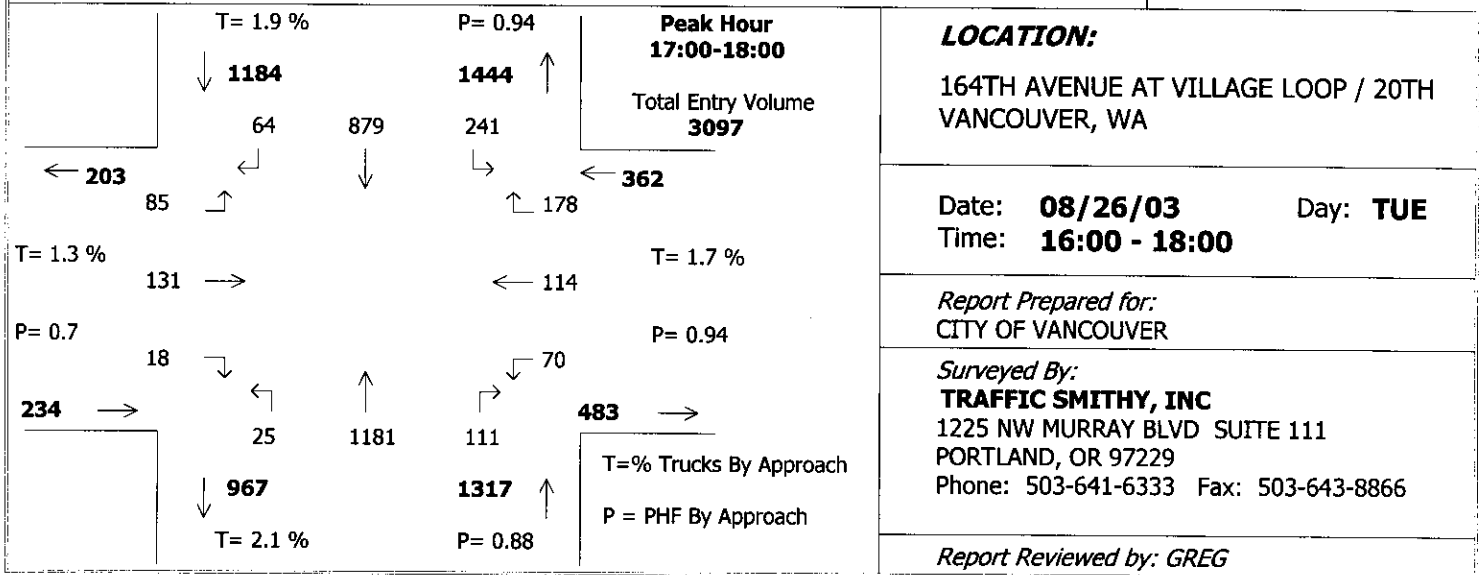 T= 1.9 % P= 0.94
Peak Hour
17:00-18:00
↓ 1184 1444 ↑
Total Entry Volume
3097
64 879 241
← 203
← 362
85
178
T= 1.3 %
T= 1.7 %
131 →
← 114
P= 0.7
P= 0.94
18
70
234 →
483 →
25 1181 111
T=% Trucks By Approach
↓ 967 1317 ↑
P = PHF By Approach
T= 2.1 % P= 0.88
LOCATION:
164TH AVENUE AT VILLAGE LOOP / 20TH
VANCOUVER, WA
Date: 08/26/03 Day: TUE
Time: 16:00 - 18:00
Report Prepared for:
CITY OF VANCOUVER
Surveyed By:
TRAFFIC SMITHY, INC
1225 NW MURRAY BLVD SUITE 111
PORTLAND, OR 97229
Phone: 503-641-6333 Fax: 503-643-8866
Report Reviewed by: GREG